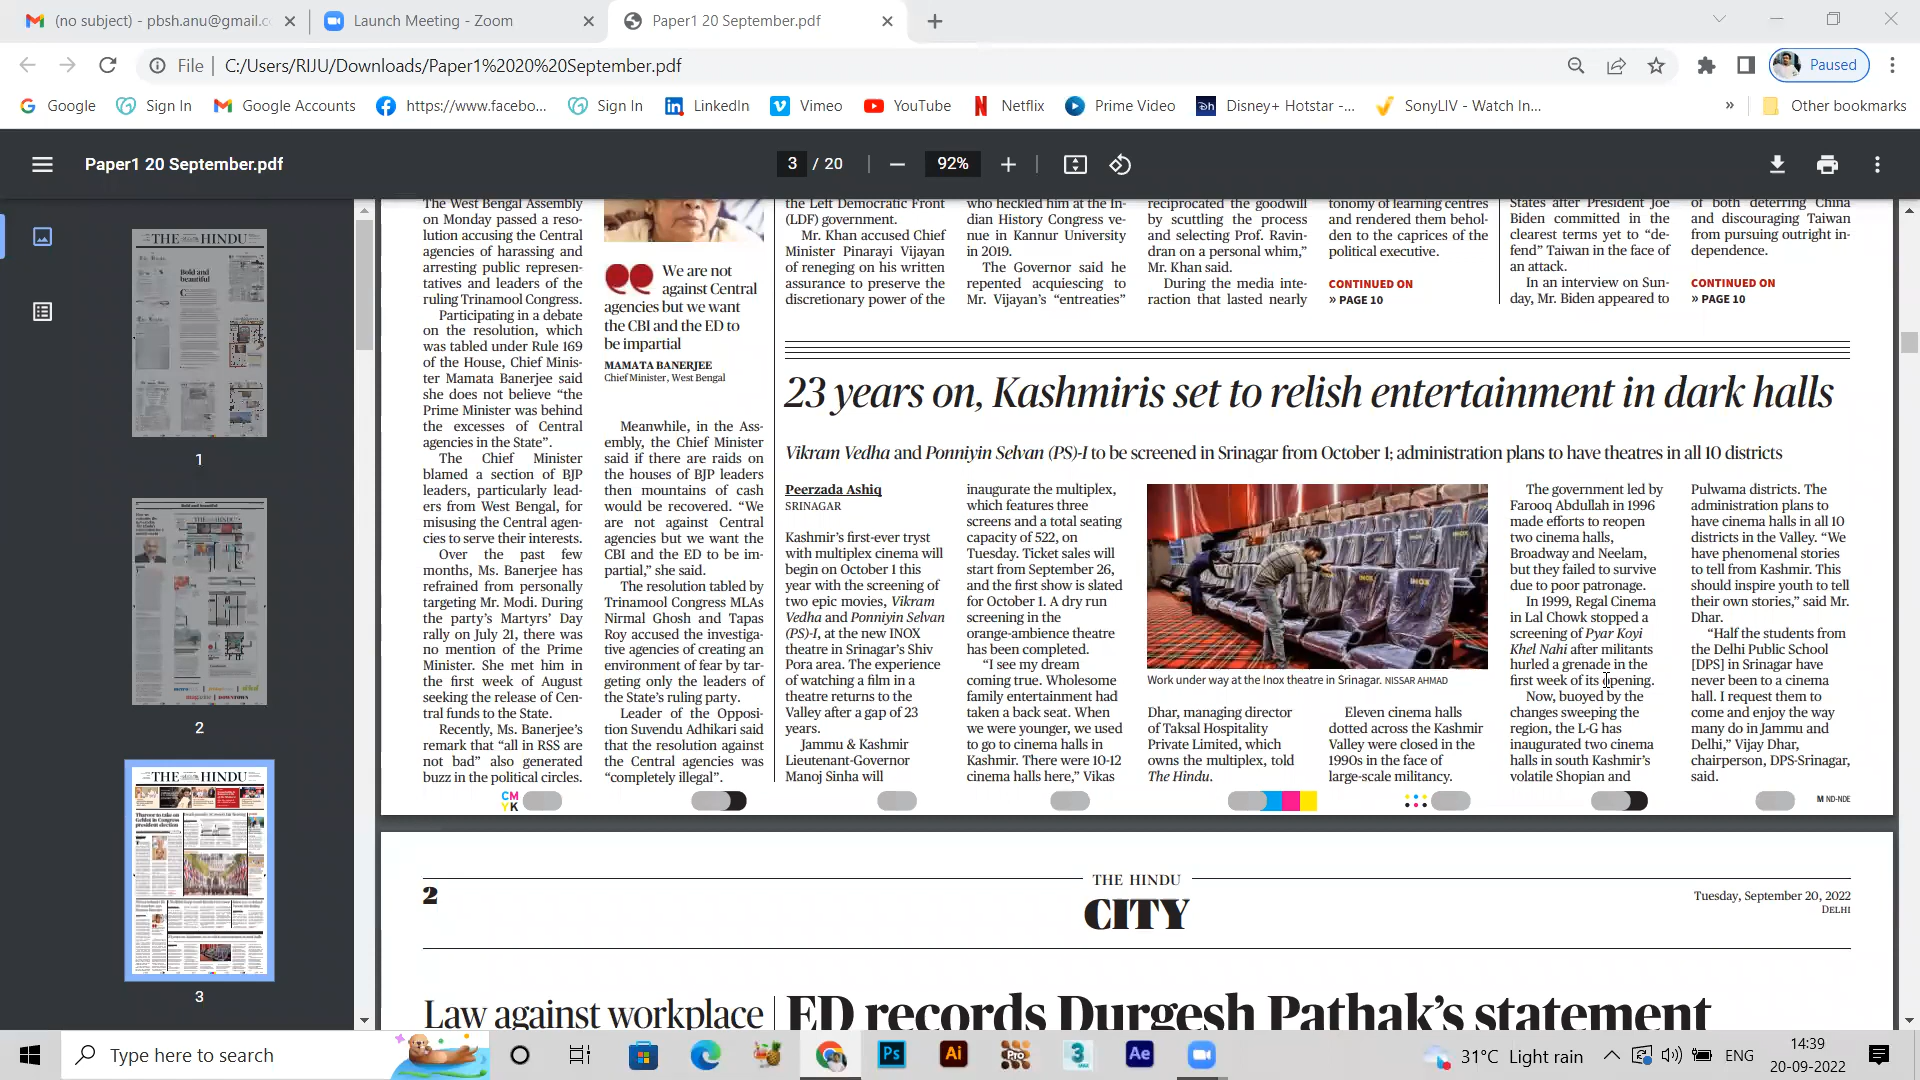 (no subject) - pbsh.anu@gmail.c
Launch Meeting - Zoom
Paper1 20 September.pdf
File
C:/Users/RIJU/Downloads/Paper1%2020%20September.pdf
Paused
Google
Sign In
Google Accounts
https://www.facebo...
Sign In
LinkedIn
Vimeo
YouTube
Netflix
Prime Video
Disney+ Hotstar -...
SonyLIV - Watch In...
»
Other bookmarks
Paper1 20 September.pdf
3 / 20
92%
THE HINDU
Bold and beautiful
1
2
THE HINDU
3
The West Bengal Assembly
on Monday passed a reso-
lution accusing the Central
agencies of harassing and
arresting public represen-
tatives and leaders of the
ruling Trinamool Congress.
Participating in a debate
on the resolution, which
was tabled under Rule 169
of the House, Chief Minis-
ter Mamata Banerjee said
she does not believe “the
Prime Minister was behind
the excesses of Central
agencies in the State”.
The Chief Minister
blamed a section of BJP
leaders, particularly lead-
ers from West Bengal, for
misusing the Central agen-
cies to serve their interests.
Over the past few
months, Ms. Banerjee has
refrained from personally
targeting Mr. Modi. During
the party’s Martyrs’ Day
rally on July 21, there was
no mention of the Prime
Minister. She met him in
the first week of August
seeking the release of Cen-
tral funds to the State.
Recently, Ms. Banerjee’s
remark that “all in RSS are
not bad” also generated
buzz in the political circles.
We are not
against Central
agencies but we want
the CBI and the ED to
be impartial
MAMATA BANERJEE
Chief Minister, West Bengal
Meanwhile, in the Ass-
embly, the Chief Minister
said if there are raids on
the houses of BJP leaders
then mountains of cash
would be recovered. “We
are not against Central
agencies but we want the
CBI and the ED to be im-
partial,” she said.
The resolution tabled by
Trinamool Congress MLAs
Nirmal Ghosh and Tapas
Roy accused the investiga-
tive agencies of creating an
environment of fear by tar-
geting only the leaders of
the State’s ruling party.
Leader of the Opposi-
tion Suvendu Adhikari said
that the resolution against
the Central agencies was
“completely illegal”.
the Left Democratic Front
(LDF) government.
Mr. Khan accused Chief
Minister Pinarayi Vijayan
of reneging on his written
assurance to preserve the
discretionary power of the
who heckled him at the In-
dian History Congress ve-
nue in Kannur University
in 2019.
The Governor said he
repented acquiescing to
Mr. Vijayan’s “entreaties”
reciprocated the goodwill
by scuttling the process
and selecting Prof. Ravin-
dran on a personal whim,”
Mr. Khan said.
During the media inte-
raction that lasted nearly
tonomy of learning centres
and rendered them behol-
den to the caprices of the
political executive.
CONTINUED ON
» PAGE 10
States after President Joe
Biden committed in the
clearest terms yet to “de-
fend” Taiwan in the face of
an attack.
In an interview on Sun-
day, Mr. Biden appeared to
of both deterring China
and discouraging Taiwan
from pursuing outright in-
dependence.
CONTINUED ON
» PAGE 10
23 years on, Kashmiris set to relish entertainment in dark halls
Vikram Vedha and Ponniyin Selvan (PS)-I to be screened in Srinagar from October 1; administration plans to have theatres in all 10 districts
Peerzada Ashiq
SRINAGAR
Kashmir’s first-ever tryst
with multiplex cinema will
begin on October 1 this
year with the screening of
two epic movies, Vikram
Vedha and Ponniyin Selvan
(PS)-I, at the new INOX
theatre in Srinagar’s Shiv
Pora area. The experience
of watching a film in a
theatre returns to the
Valley after a gap of 23
years.
Jammu & Kashmir
Lieutenant-Governor
Manoj Sinha will
inaugurate the multiplex,
which features three
screens and a total seating
capacity of 522, on
Tuesday. Ticket sales will
start from September 26,
and the first show is slated
for October 1. A dry run
screening in the
orange-ambience theatre
has been completed.
“I see my dream
coming true. Wholesome
family entertainment had
taken a back seat. When
we were younger, we used
to go to cinema halls in
Kashmir. There were 10-12
cinema halls here,” Vikas
INOX
Work under way at the Inox theatre in Srinagar. NISSAR AHMAD
Dhar, managing director
of Taksal Hospitality
Private Limited, which
owns the multiplex, told
The Hindu.
Eleven cinema halls
dotted across the Kashmir
Valley were closed in the
1990s in the face of
large-scale militancy.
The government led by
Farooq Abdullah in 1996
made efforts to reopen
two cinema halls,
Broadway and Neelam,
but they failed to survive
due to poor patronage.
In 1999, Regal Cinema
in Lal Chowk stopped a
screening of Pyar Koyi
Khel Nahi after militants
hurled a grenade in the
first week of its opening.
Now, buoyed by the
changes sweeping the
region, the L-G has
inaugurated two cinema
halls in south Kashmir’s
volatile Shopian and
Pulwama districts. The
administration plans to
have cinema halls in all 10
districts in the Valley. “We
have phenomenal stories
to tell from Kashmir. This
should inspire youth to tell
their own stories,” said Mr.
Dhar.
“Half the students from
the Delhi Public School
[DPS] in Srinagar have
never been to a cinema
hall. I request them to
come and enjoy the way
many do in Jammu and
Delhi,” Vijay Dhar,
chairperson, DPS-Srinagar,
said.
CM
YK
M ND-NDE
2
THE HINDU
CITY
Tuesday, September 20, 2022
DELHI
Law against workplace
ED records Durgesh Pathak’s statement
Type here to search
31°C Light rain
ENG
14:39
20-09-2022